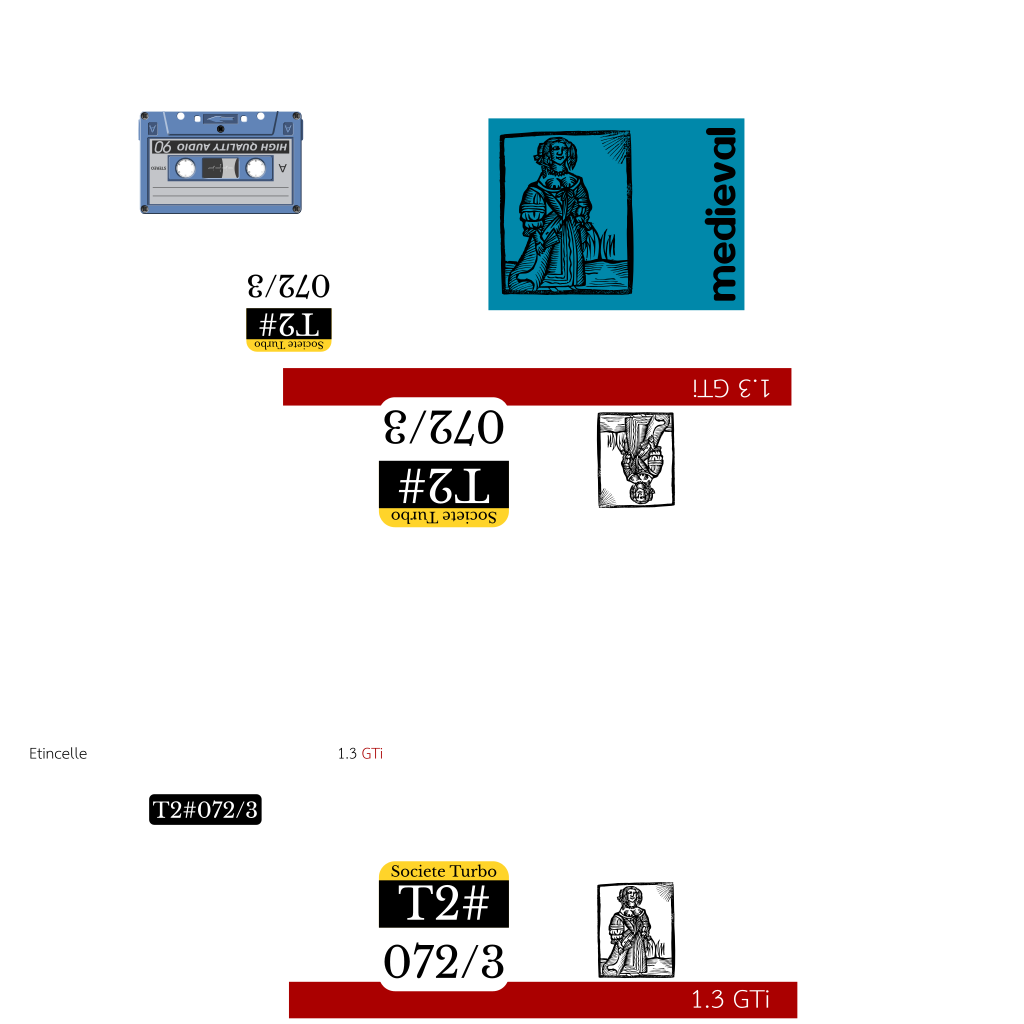 HIGH QUALITY AUDIO 90
A
A
A
STEREO
medieval
072/3
T2#
Societe Turbo
1.3 GTi
072/3
T2#
Societe Turbo
Etincelle
1.3 GTi
T2#072/3
Societe Turbo
T2#
072/3
1.3 GTi